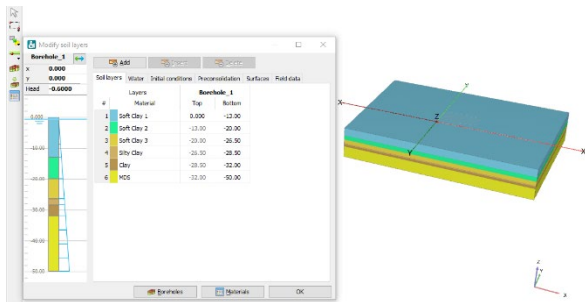 Modify soil layers
Borehole_1
x 0.000
y 0.000
Head -0.6000
Add
Insert
Delete
Soil layers Water Initial conditions Preconsolidation Surfaces Field data
Layers Borehole_1
# Material Top Bottom
1 Soft Clay 1 0.000 -13.00
2 Soft Clay 2 -13.00 -20.00
3 Soft Clay 3 -20.00 -26.50
4 Silty Clay -26.50 -28.50
5 Clay -28.50 -32.00
6 MDS -32.00 -50.00
0.000
-10.00
-20.00
-30.00
-40.00
-50.00
Boreholes
Materials
OK
Y
X
Z
X
Y
Z
Y
X